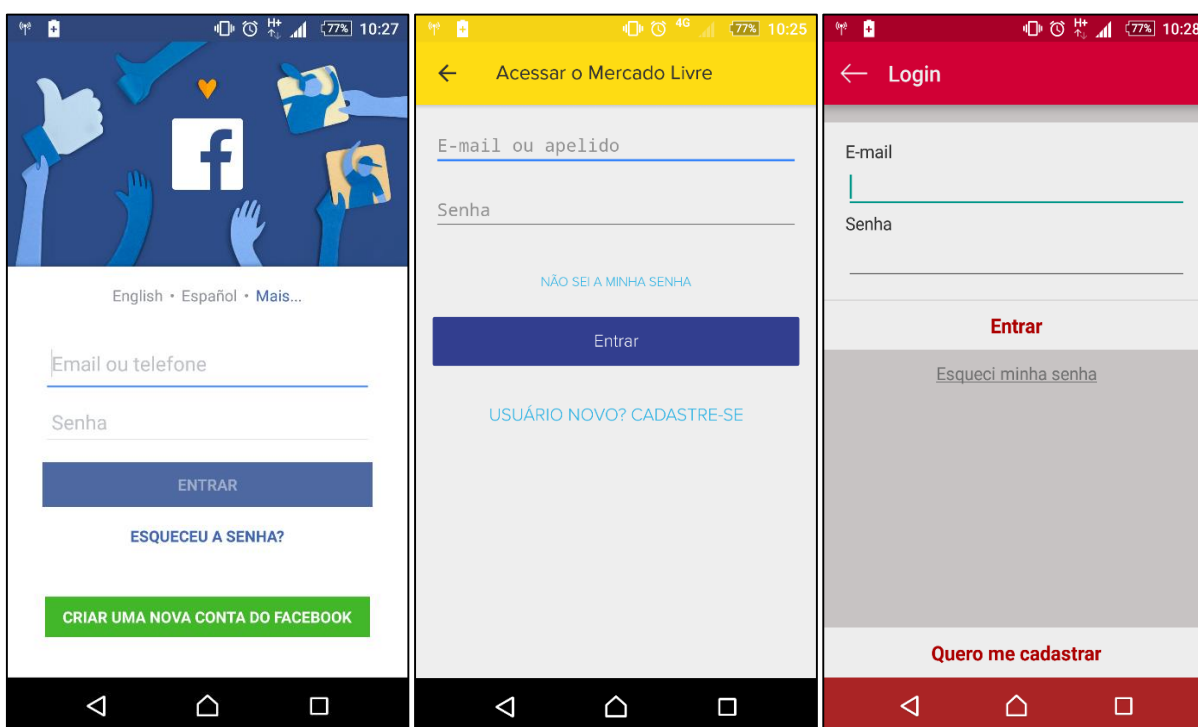 H+ 77% 10:27
f
English • Español • Mais...
Email ou telefone
Senha
ENTRAR
ESQUECEU A SENHA?
CRIAR UMA NOVA CONTA DO FACEBOOK
4G 77% 10:25
Acessar o Mercado Livre
E-mail ou apelido
Senha
NÃO SEI A MINHA SENHA
Entrar
USUÁRIO NOVO? CADASTRE-SE
H+ 77% 10:28
Login
E-mail
Senha
Entrar
Esqueci minha senha
Quero me cadastrar